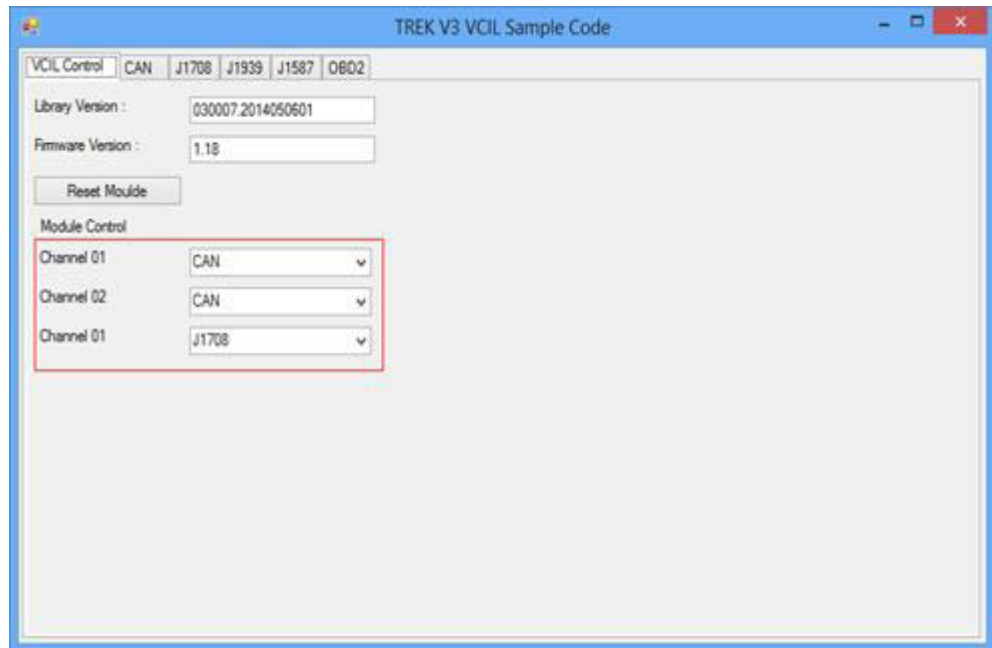 TREK V3 VCIL Sample Code
VCIL Control CAN J1708 J1939 J1587 OBD2
Library Version : 030007.2014050601
Firmware Version : 1.18
Reset Moulde
Module Control
Channel 01 CAN
Channel 02 CAN
Channel 01 J1708